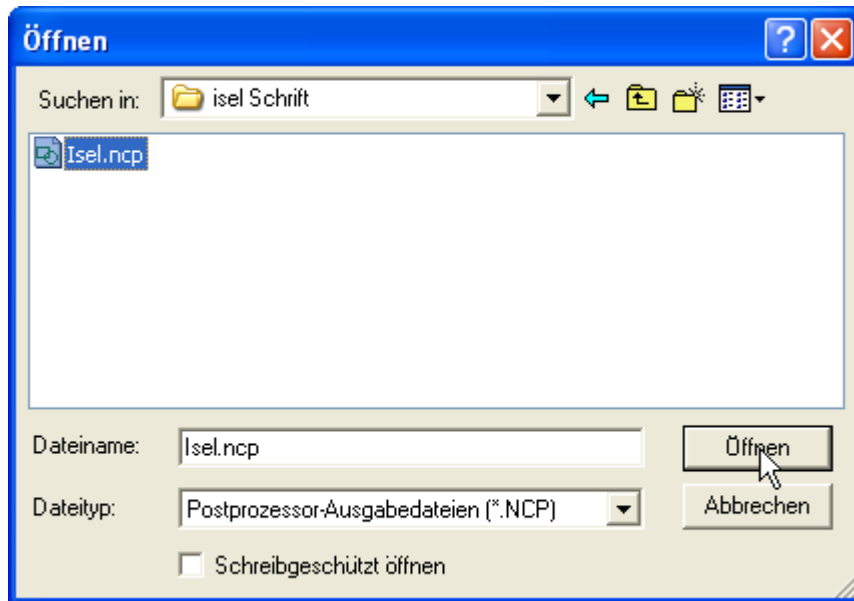 Öffnen
Suchen in: isel Schrift
Isel.ncp
Dateiname: Isel.ncp Öffnen
Dateityp: Postprozessor-Ausgabedateien (*.NCP) Abbrechen
Schreibgeschützt öffnen